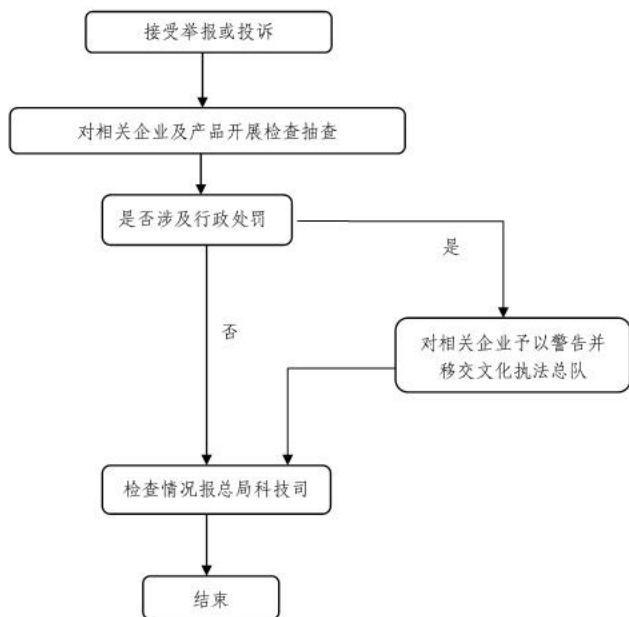 接受举报或投诉
对相关企业及产品开展检查抽查
是否涉及行政处罚
是
否
对相关企业予以警告并
移交文化执法总队
检查情况报总局科技司
结束